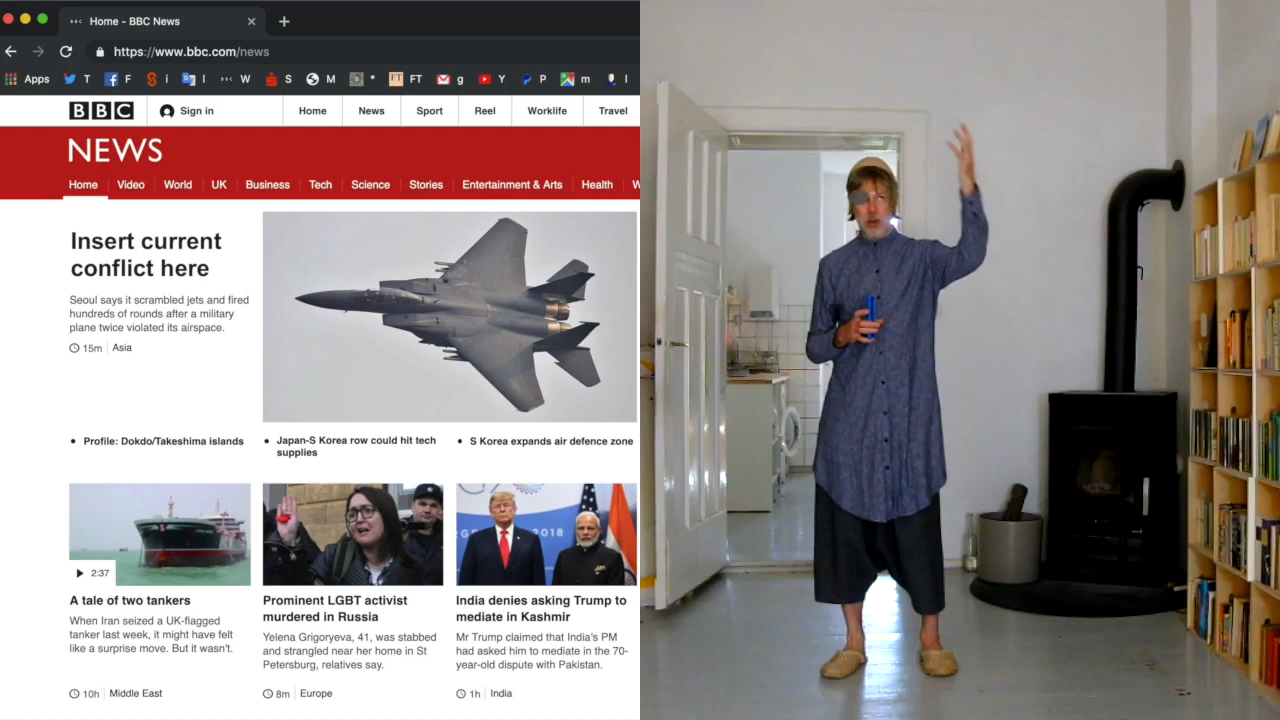 Home - BBC News
https://www.bbc.com/news
Apps T F i I BBC W S M * FT FT g Y P m I
BBC Sign in Home News Sport Reel Worklife Travel
NEWS
Home Video World UK Business Tech Science Stories Entertainment & Arts Health W
Insert current
conflict here
Seoul says it scrambled jets and fired
hundreds of rounds after a military
plane twice violated its airspace.
15m Asia
Profile: Dokdo/Takeshima islands
Japan-S Korea row could hit tech
supplies
S Korea expands air defence zone
2:37
A tale of two tankers
When Iran seized a UK-flagged
tanker last week, it might have felt
like a surprise move. But it wasn't.
10h Middle East
2018
Prominent LGBT activist
murdered in Russia
Yelena Grigoryeva, 41, was stabbed
and strangled near her home in St
Petersburg, relatives say.
8m Europe
India denies asking Trump to
mediate in Kashmir
Mr Trump claimed that India's PM
had asked him to mediate in the 70-
year-old dispute with Pakistan.
1h India